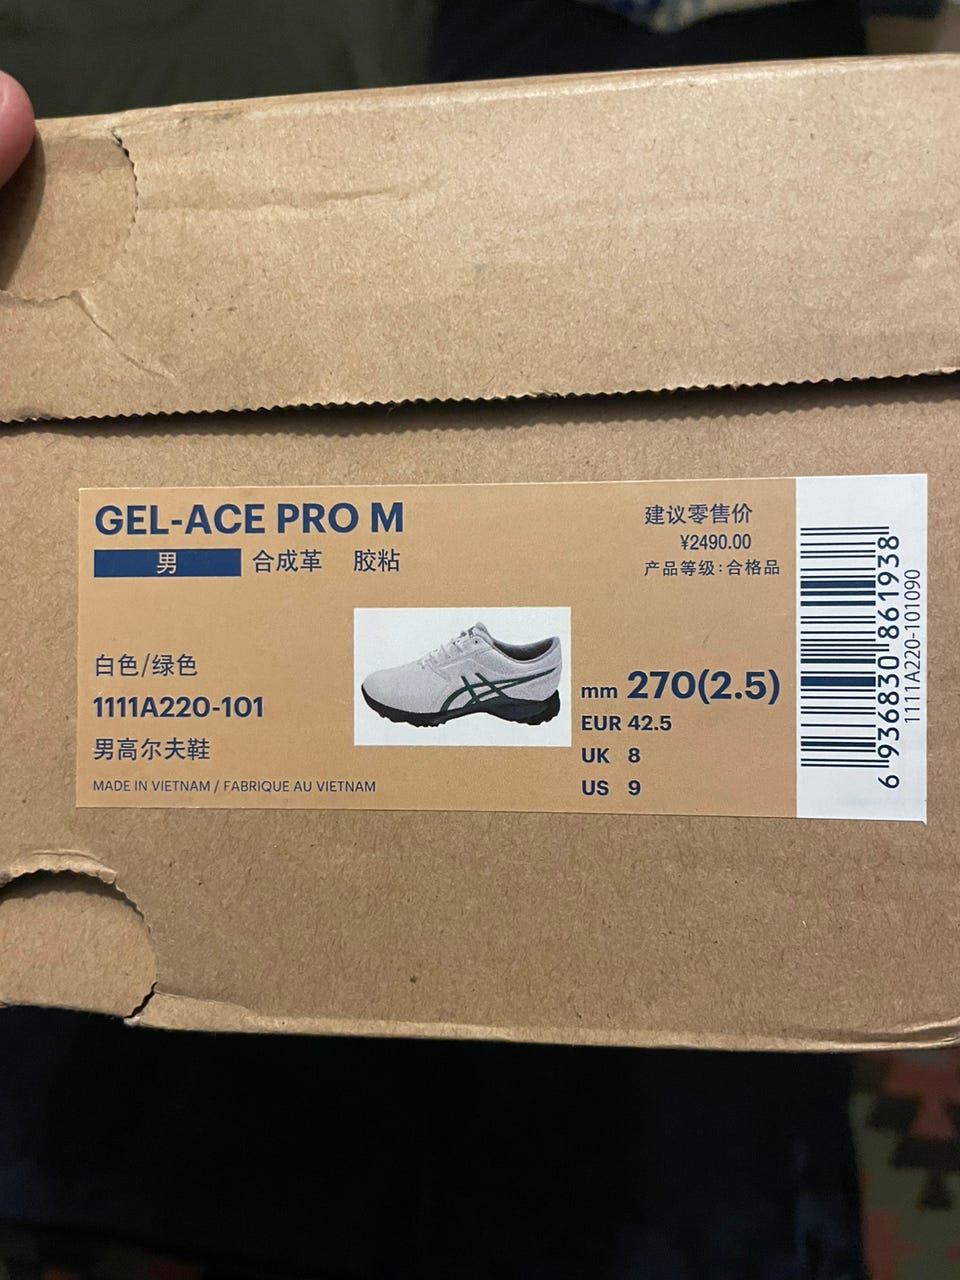 GEL-ACE PRO M
男 合成革 胶粘
建议零售价
¥2490.00
产品等级:合格品
白色/绿色
1111A220-101
男高尔夫鞋
MADE IN VIETNAM / FABRIQUE AU VIETNAM
mm 270(2.5)
EUR 42.5
UK 8
US 9
6 936830 861938
1111A220-101090